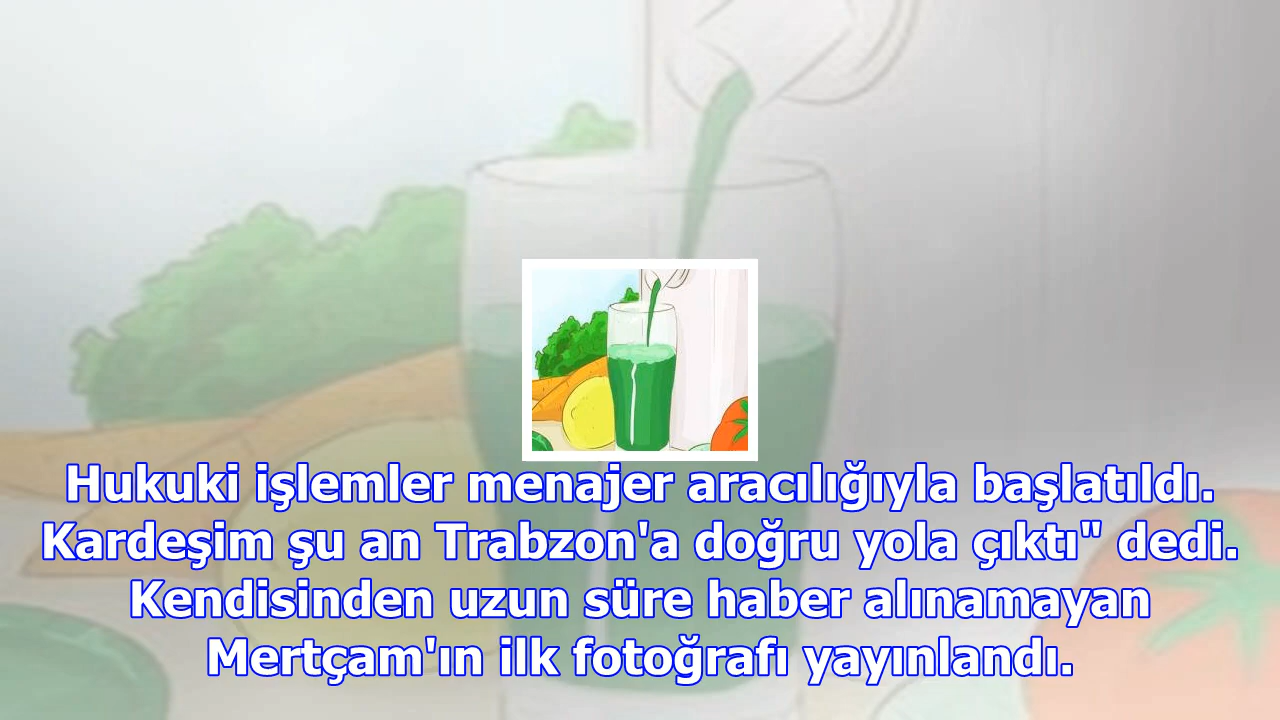 Hukuki işlemler menajer aracılığıyla başlatıldı.
Kardeşim şu an Trabzon'a doğru yola çıktı" dedi.
Kendisinden uzun süre haber alınamayan
Mertçam'ın ilk fotoğrafı yayınlandı.